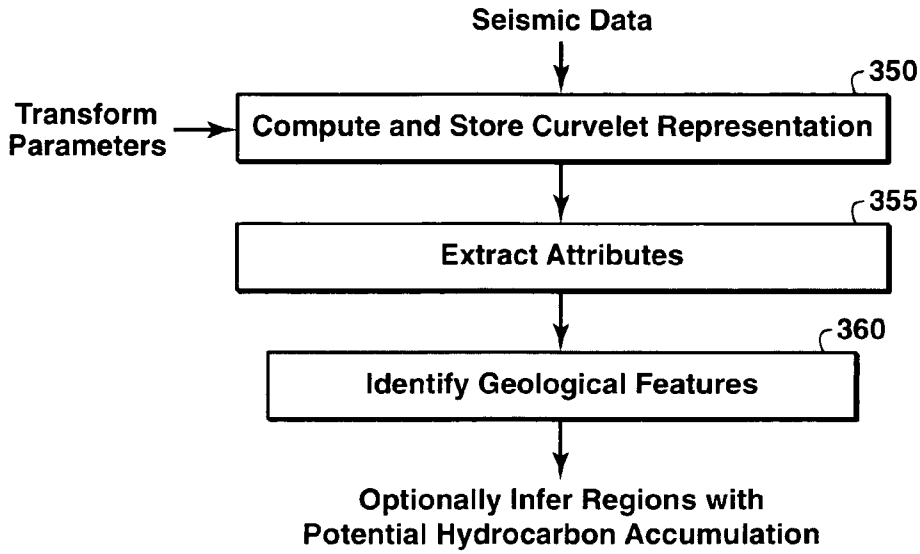 Seismic Data
350
Transform
Parameters
Compute and Store Curvelet Representation
355
Extract Attributes
360
Identify Geological Features
Optionally Infer Regions with
Potential Hydrocarbon Accumulation